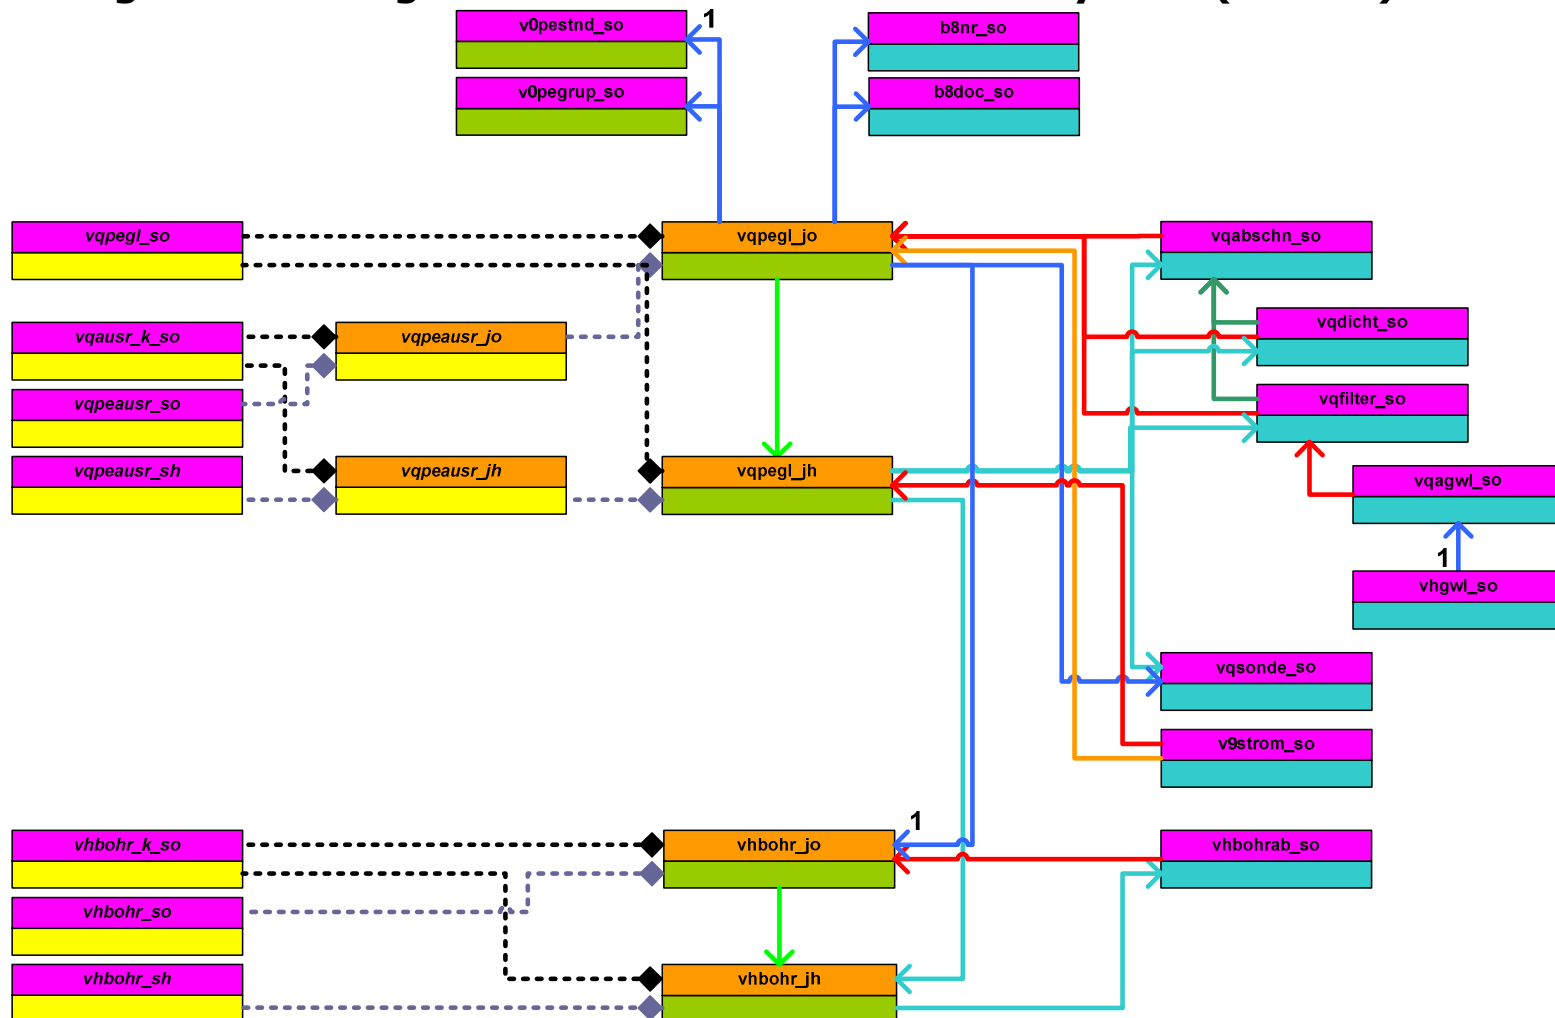 v0pestnd_so
1
b8nr_so
v0pegrup_so
b8doc_so
vqpegl_so
vqpegl_jo
vqabschn_so
vqausr_k_so
vqpeausr_jo
vqdicht_so
vqpeausr_so
vqfilter_so
vqpeausr_sh
vqpeausr_jh
vqpegl_jh
vqagwl_so
1
vhgwl_so
vqsonde_so
v9strom_so
1
vhbohr_k_so
vhbohr_jo
vhbohrab_so
vhbohr_so
vhbohr_sh
vhbohr_jh